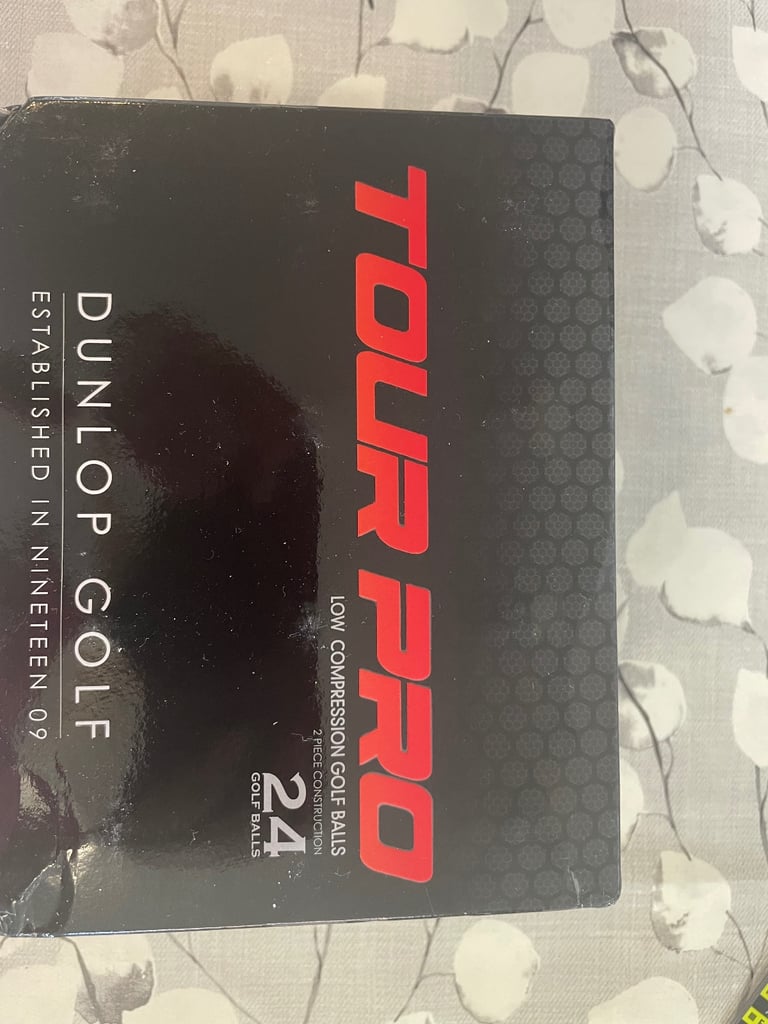 TOUR PRO
LOW COMPRESSION GOLF BALLS
2 PIECE CONSTRUCTION
24
GOLF BALLS
DUNLOP GOLF
ESTABLISHED IN NINETEEN 09